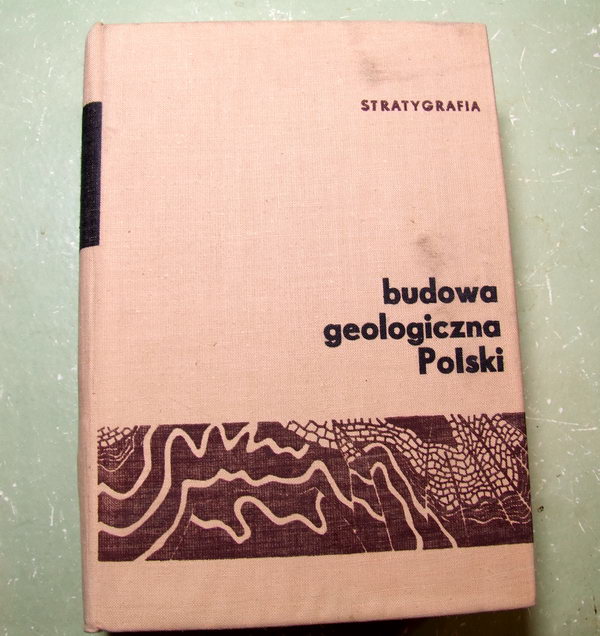 STRATYGRAFIA
budowa
geologiczna
Polski